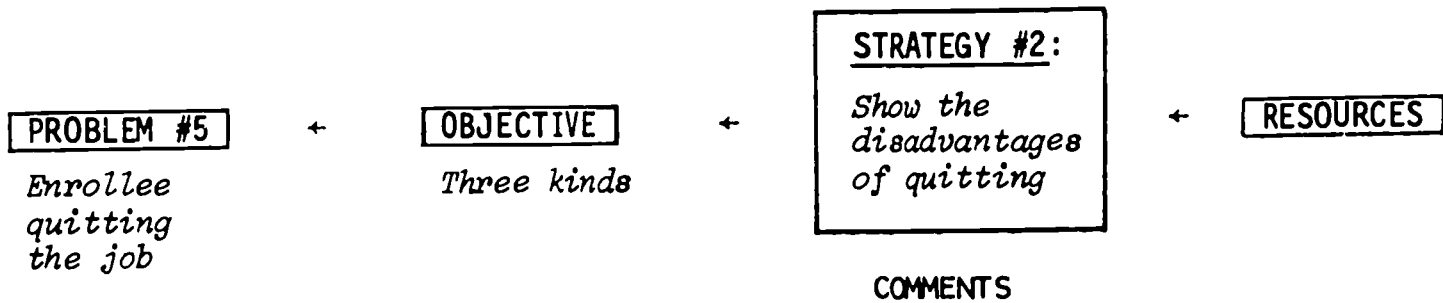 PROBLEM #5
Enrollee
quitting
the job
←
OBJECTIVE
Three kinds
←
STRATEGY #2:
Show the
disadvantages
of quitting
←
RESOURCES
COMMENTS